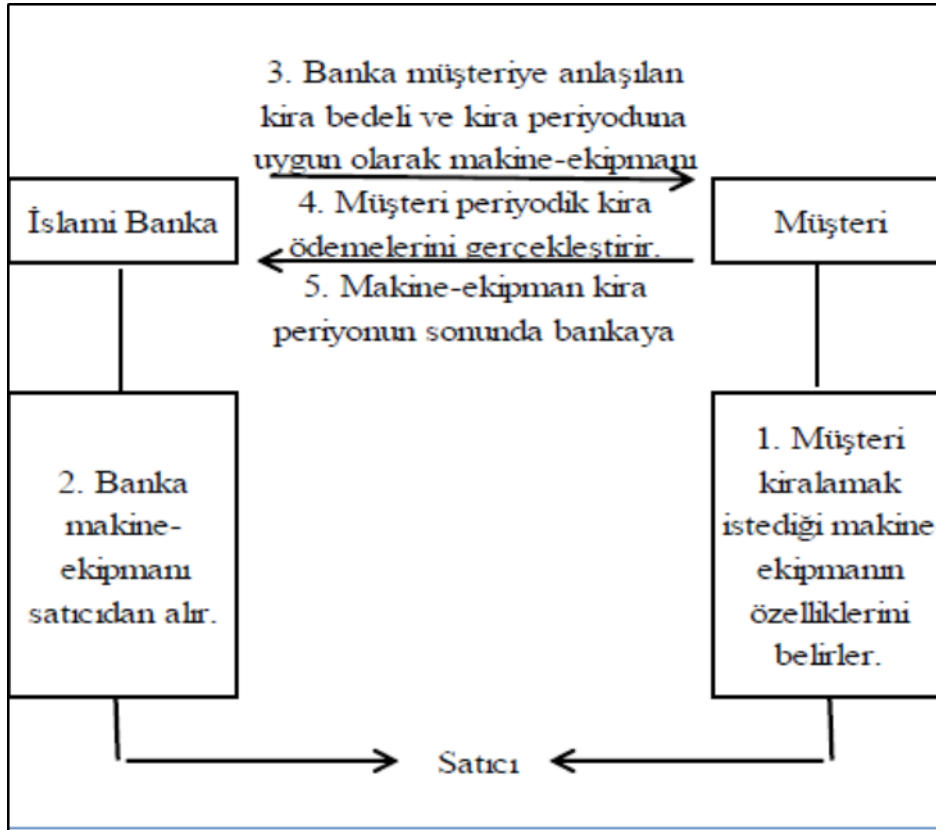 3. Banka müşteriye anlaşılan
kira bedeli ve kira periyoduna
uygun olarak makine-ekipmanı
İslami Banka
4. Müşteri periyodik kira
ödemelerini gerçekleştirir.
Müşteri
5. Makine-ekipman kira
periyonun sonunda bankaya
2. Banka
makine-
ekipmanı
satıcıdan alır.
1. Müşteri
kiralamak
istediği makine
ekipmanın
özelliklerini
belirler.
Satıcı